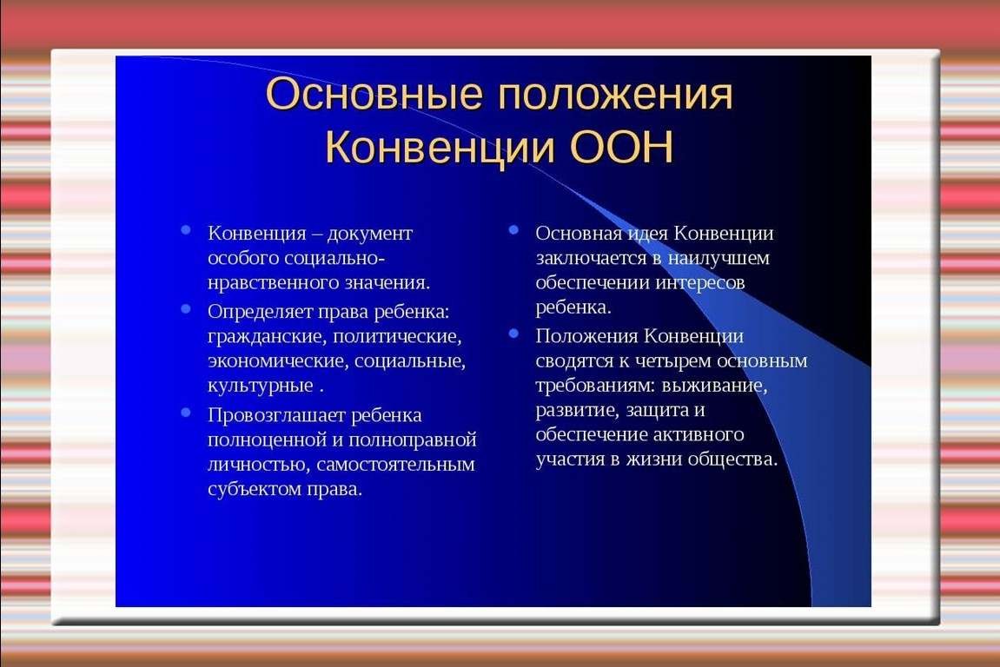 Основные положения
Конвенции ООН
Конвенция – документ
особого социально-
нравственного значения.
Определяет права ребенка:
гражданские, политические,
экономические, социальные,
культурные .
Провозглашает ребенка
полноценной и полноправной
личностью, самостоятельным
субъектом права.
Основная идея Конвенции
заключается в наилучшем
обеспечении интересов
ребенка.
Положения Конвенции
сводятся к четырем основным
требованиям: выживание,
развитие, защита и
обеспечение активного
участия в жизни общества.